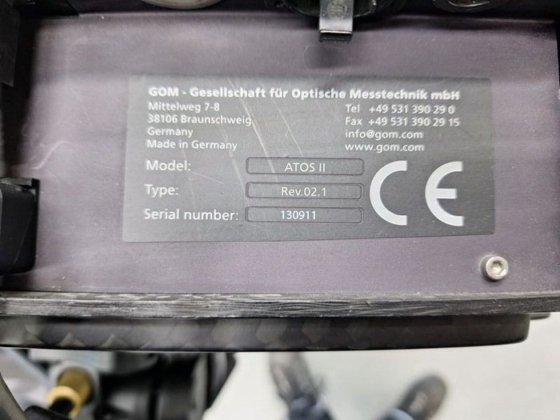 GOM - Gesellschaft für Optische Messtechnik mbH
Mittelweg 7-8
38106 Braunschweig
Germany
Made in Germany
Tel +49 531 390 29 0
Fax +49 531 390 29 15
info@gom.com
www.gom.com
Model: ATOS II
Type: Rev.02.1
Serial number: 130911
CE